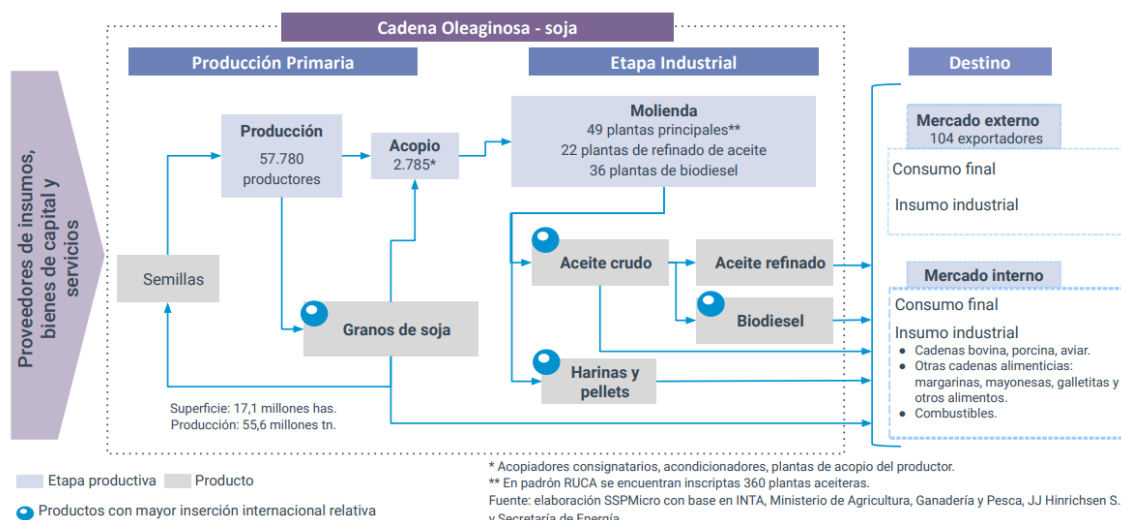 Cadena Oleaginosa - soja
Producción Primaria
Etapa Industrial
Destino
Proveedores de insumos,
bienes de capital y
servicios
Semillas
Producción
57.780
productores
Acopio
2.785*
Granos de soja
Superficie: 17,1 millones has.
Producción: 55,6 millones tn.
Molienda
49 plantas principales**
22 plantas de refinado de aceite
36 plantas de biodiesel
Aceite crudo
Aceite refinado
Biodiesel
Harinas y
pellets
Mercado externo
104 exportadores
Consumo final
Insumo industrial
Mercado interno
Consumo final
Insumo industrial
● Cadenas bovina, porcina, aviar.
● Otras cadenas alimenticias:
margarinas, mayonesas, galletitas y
otros alimentos.
● Combustibles.
Etapa productiva
Producto
Productos con mayor inserción internacional relativa
* Acopiadores consignatarios, acondicionadores, plantas de acopio del productor.
** En padrón RUCA se encuentran inscriptas 360 plantas aceiteras.
Fuente: elaboración SSPMicro con base en INTA, Ministerio de Agricultura, Ganadería y Pesca, JJ Hinrichsen S.
y Secretaría de Energía